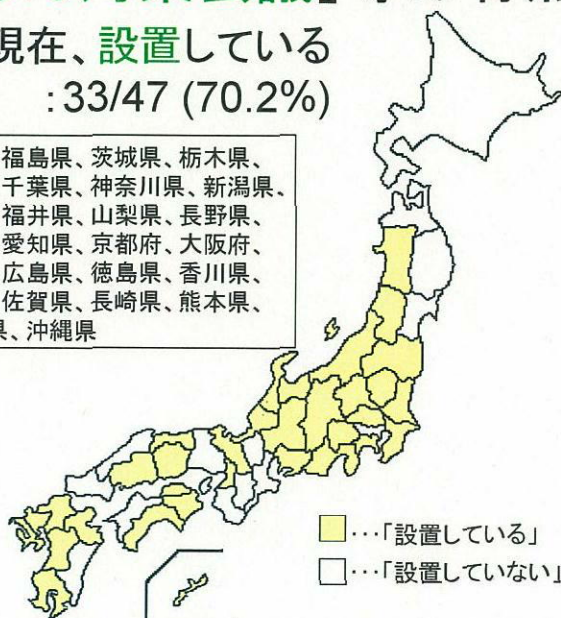 現在、設置している
:33/47 (70.2%)
福島県、茨城県、栃木県、
千葉県、神奈川県、新潟県、
福井県、山梨県、長野県、
愛知県、京都府、大阪府、
広島県、徳島県、香川県、
佐賀県、長崎県、熊本県、
県、沖縄県
…「設置している」
…「設置していない」